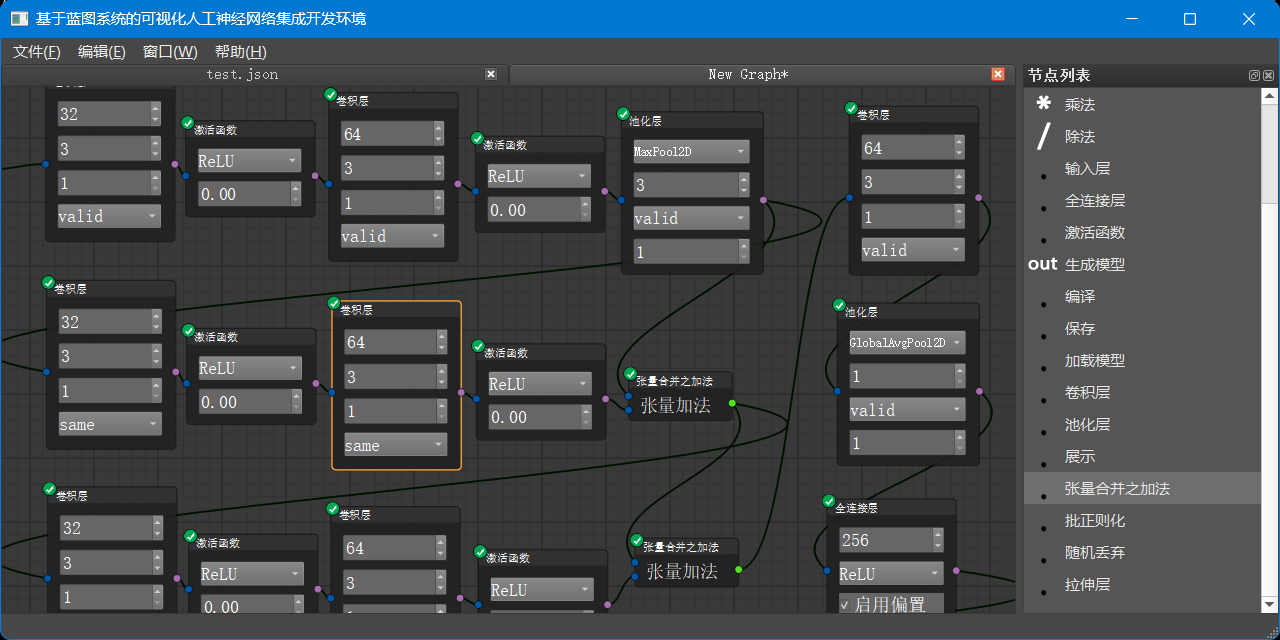 基于蓝图系统的可视化人工神经网络集成开发环境
文件(F) 编辑(E) 窗口(W) 帮助(H)
test.json
New Graph*
32
3
1
valid
激活函数
ReLU
0.00
卷积层
64
3
1
valid
激活函数
ReLU
0.00
池化层
MaxPool2D
3
valid
1
卷积层
64
3
1
valid
卷积层
32
3
1
same
激活函数
ReLU
0.00
卷积层
64
3
1
same
激活函数
ReLU
0.00
张量合并之加法
张量加法
池化层
GlobalAvgPool2D
1
valid
1
卷积层
32
3
1
激活函数
ReLU
0.00
卷积层
64
3
激活函数
ReLU
张量合并之加法
张量加法
全连接层
256
ReLU
启用偏置
节点列表
* 乘法
/ 除法
输入层
全连接层
激活函数
out 生成模型
编译
保存
加载模型
卷积层
池化层
展示
张量合并之加法
批正则化
随机丢弃
拉伸层